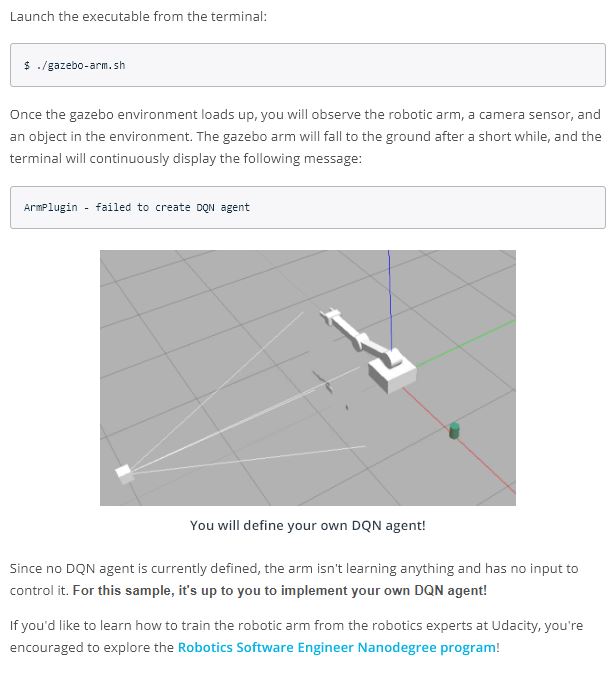 Launch the executable from the terminal:
$ ./gazebo-arm.sh
Once the gazebo environment loads up, you will observe the robotic arm, a camera sensor, and
an object in the environment. The gazebo arm will fall to the ground after a short while, and the
terminal will continuously display the following message:
ArmPlugin - failed to create DQN agent
You will define your own DQN agent!
Since no DQN agent is currently defined, the arm isn't learning anything and has no input to
control it. For this sample, it's up to you to implement your own DQN agent!
If you'd like to learn how to train the robotic arm from the robotics experts at Udacity, you're
encouraged to explore the Robotics Software Engineer Nanodegree program!